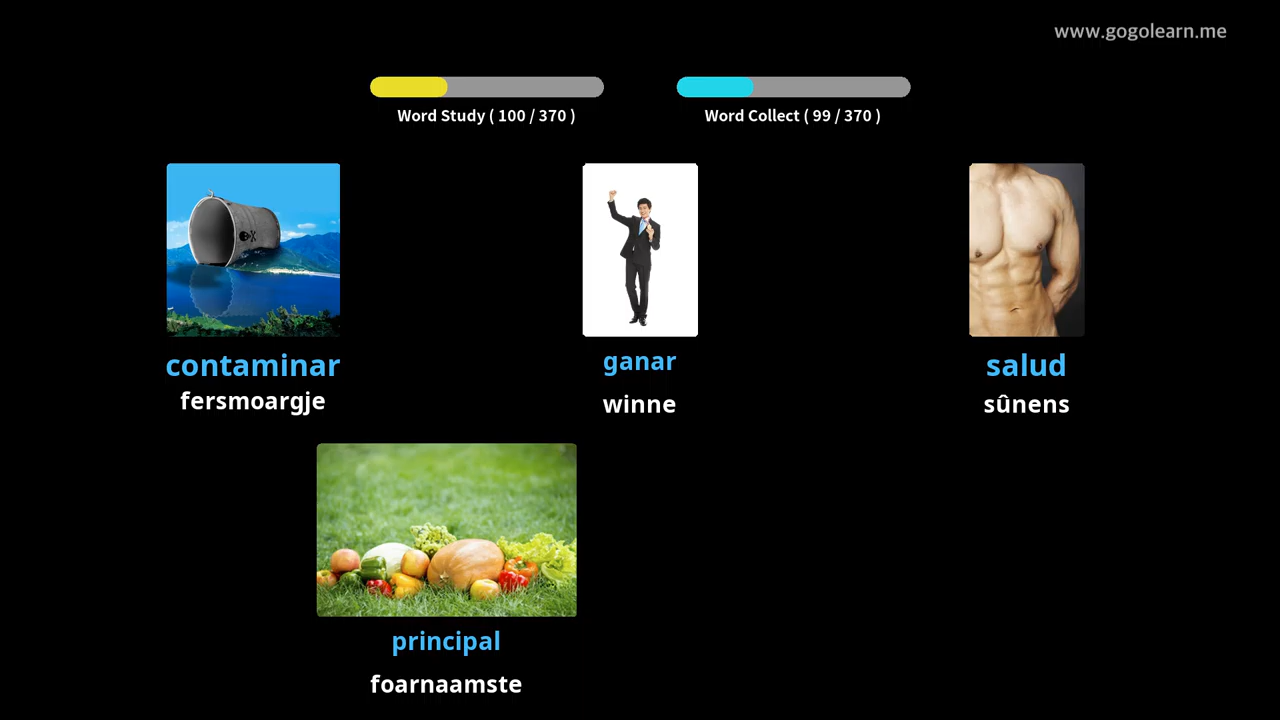 www.gogolearn.me
Word Study ( 100 / 370 )
Word Collect ( 99 / 370 )
contaminar
fersmoargje
ganar
winne
salud
sûnens
principal
foarnaamste